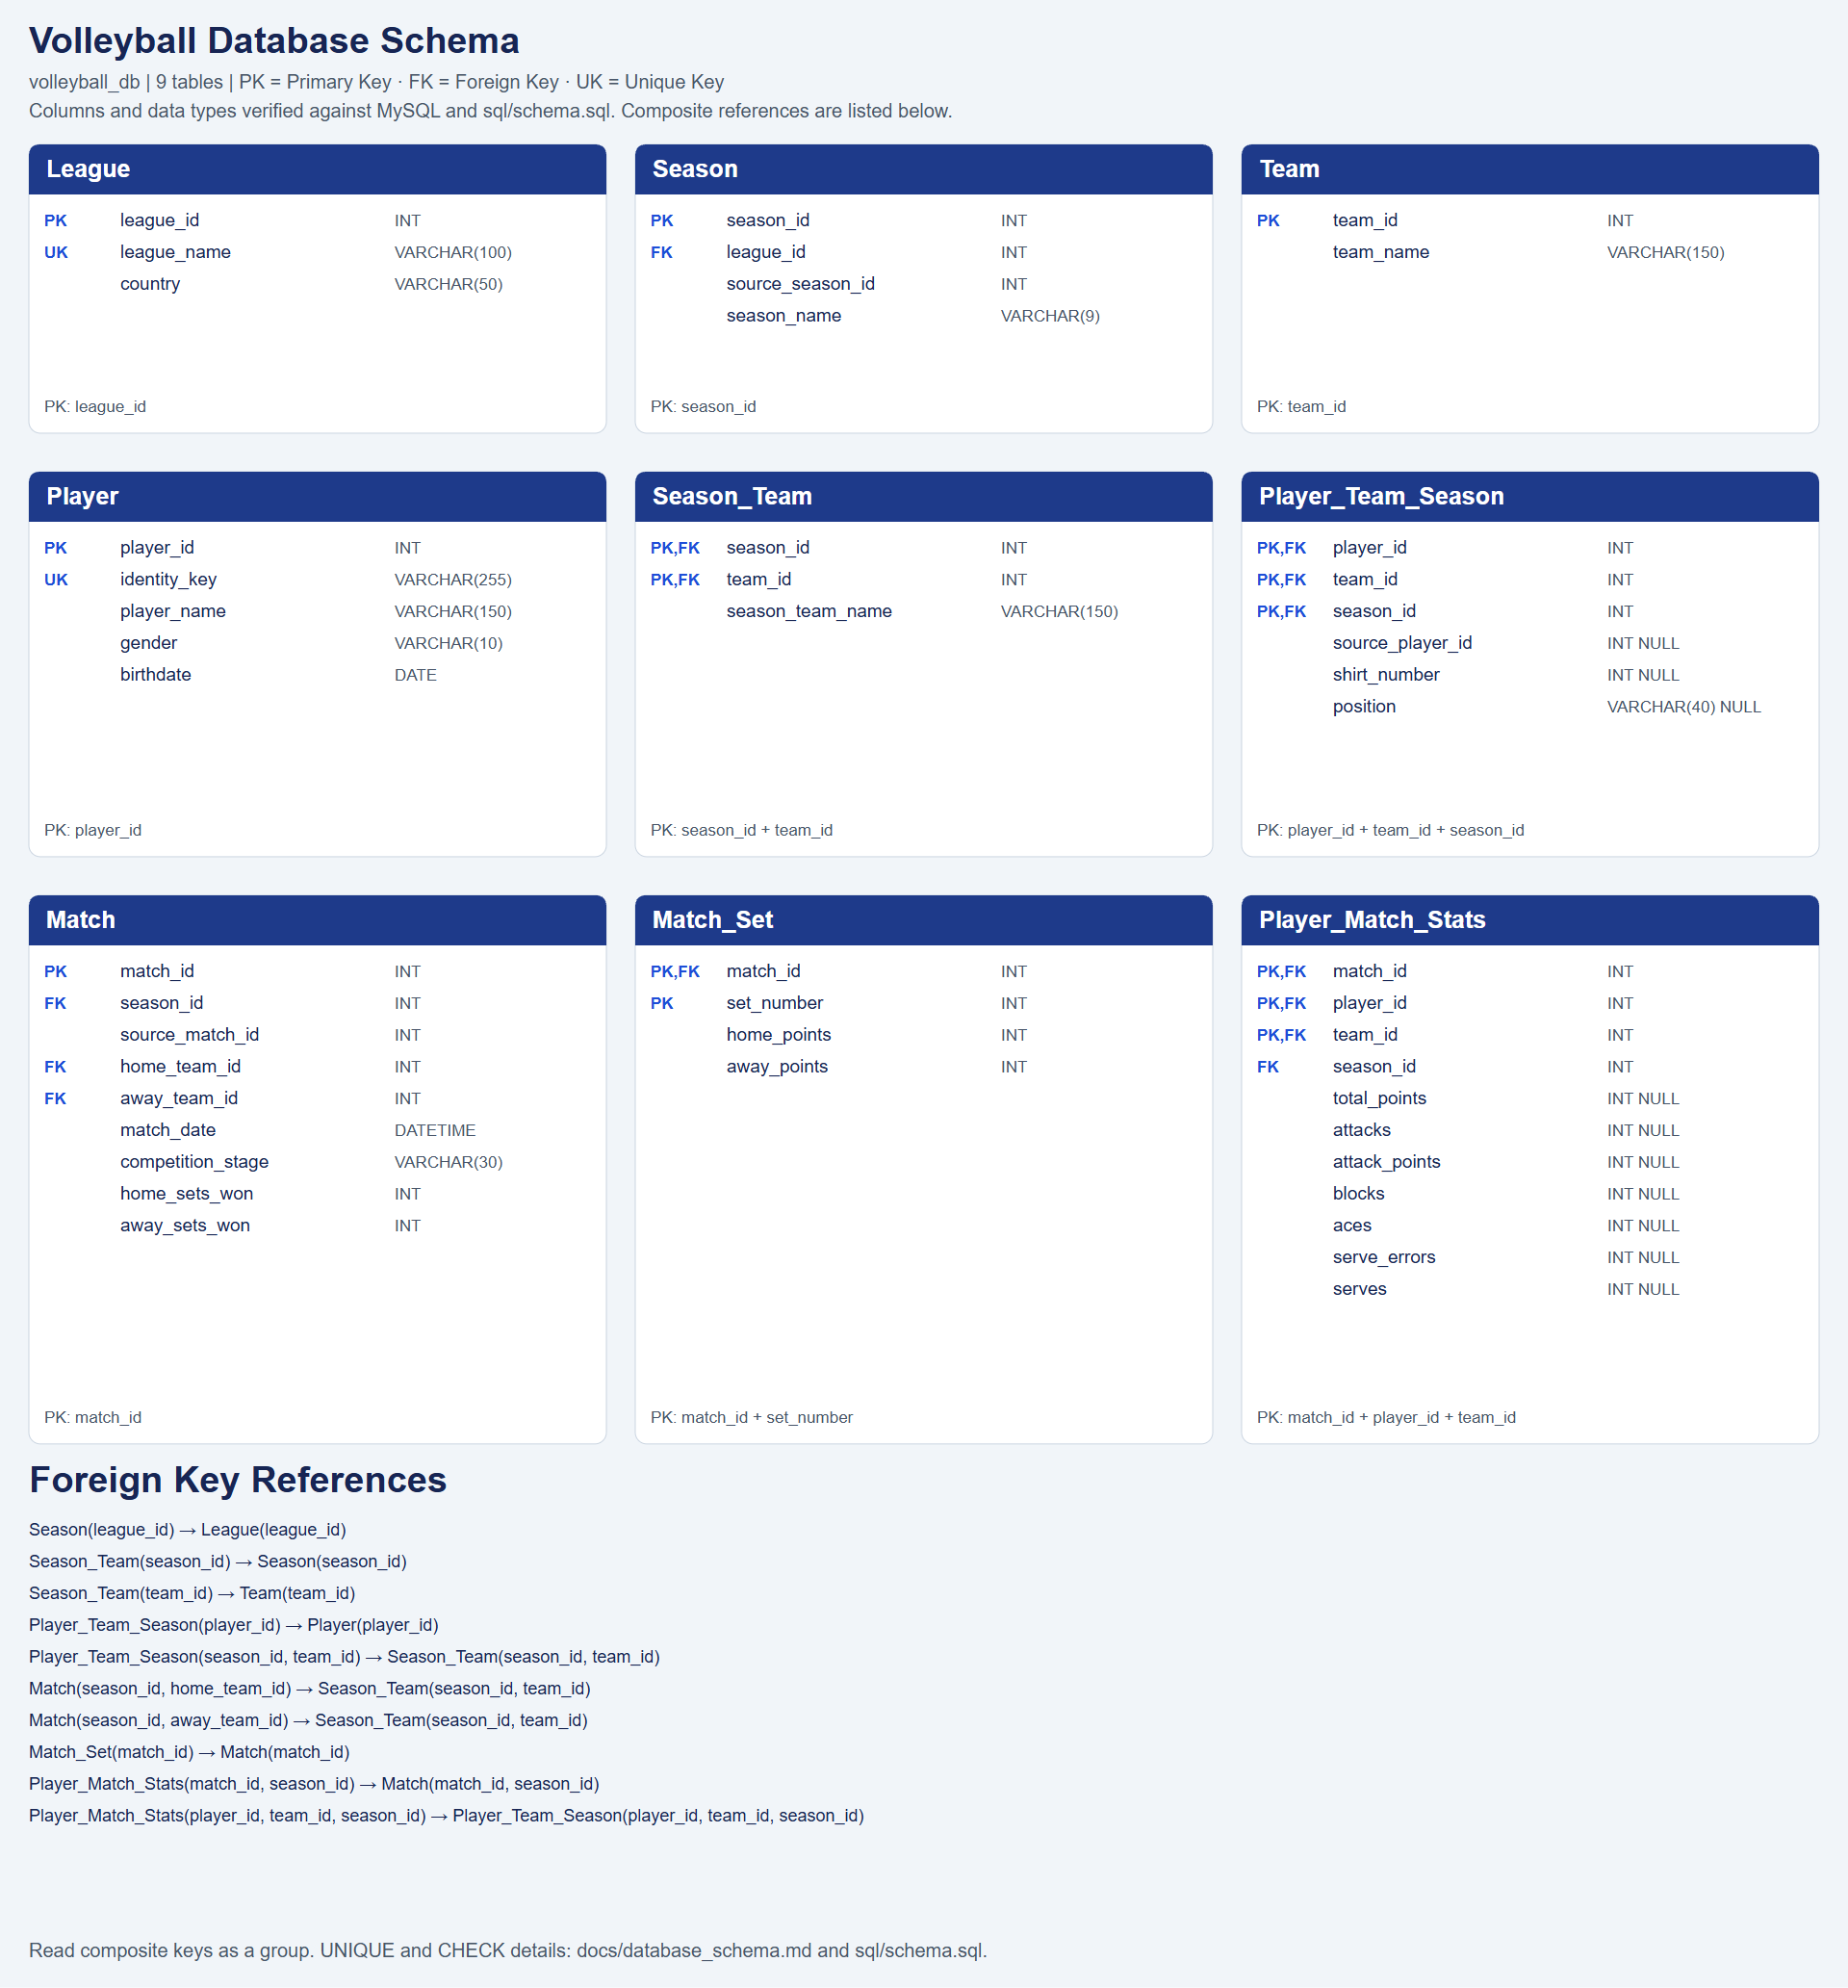 Volleyball Database Schema
volleyball_db | 9 tables | PK = Primary Key · FK = Foreign Key · UK = Unique Key
Columns and data types verified against MySQL and sql/schema.sql. Composite references are listed below.
League
PK league_id INT
UK league_name VARCHAR(100)
country VARCHAR(50)
PK: league_id
Season
PK season_id INT
FK league_id INT
source_season_id INT
season_name VARCHAR(9)
PK: season_id
Team
PK team_id INT
team_name VARCHAR(150)
PK: team_id
Player
PK player_id INT
UK identity_key VARCHAR(255)
player_name VARCHAR(150)
gender VARCHAR(10)
birthdate DATE
PK: player_id
Season_Team
PK,FK season_id INT
PK,FK team_id INT
season_team_name VARCHAR(150)
PK: season_id + team_id
Player_Team_Season
PK,FK player_id INT
PK,FK team_id INT
PK,FK season_id INT
source_player_id INT NULL
shirt_number INT NULL
position VARCHAR(40) NULL
PK: player_id + team_id + season_id
Match
PK match_id INT
FK season_id INT
source_match_id INT
FK home_team_id INT
FK away_team_id INT
match_date DATETIME
competition_stage VARCHAR(30)
home_sets_won INT
away_sets_won INT
PK: match_id
Match_Set
PK,FK match_id INT
PK set_number INT
home_points INT
away_points INT
PK: match_id + set_number
Player_Match_Stats
PK,FK match_id INT
PK,FK player_id INT
PK,FK team_id INT
FK season_id INT
total_points INT NULL
attacks INT NULL
attack_points INT NULL
blocks INT NULL
aces INT NULL
serve_errors INT NULL
serves INT NULL
PK: match_id + player_id + team_id
Foreign Key References
Season(league_id) → League(league_id)
Season_Team(season_id) → Season(season_id)
Season_Team(team_id) → Team(team_id)
Player_Team_Season(player_id) → Player(player_id)
Player_Team_Season(season_id, team_id) → Season_Team(season_id, team_id)
Match(season_id, home_team_id) → Season_Team(season_id, team_id)
Match(season_id, away_team_id) → Season_Team(season_id, team_id)
Match_Set(match_id) → Match(match_id)
Player_Match_Stats(match_id, season_id) → Match(match_id, season_id)
Player_Match_Stats(player_id, team_id, season_id) → Player_Team_Season(player_id, team_id, season_id)
Read composite keys as a group. UNIQUE and CHECK details: docs/database_schema.md and sql/schema.sql.